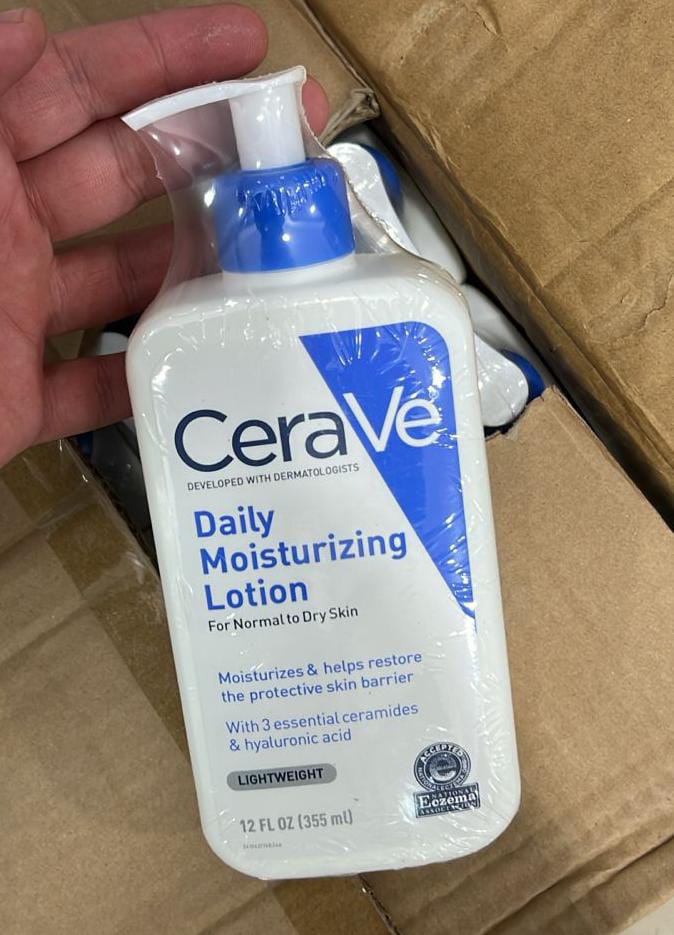 CeraVe
DEVELOPED WITH DERMATOLOGISTS
Daily
Moisturizing
Lotion
For Normal to Dry Skin
Moisturizes & helps restore
the protective skin barrier
With 3 essential ceramides
& hyaluronic acid
LIGHTWEIGHT
ACCEPTED
NATIONAL
Eczema
ASSOCIATION
12 FL OZ (355 ml)